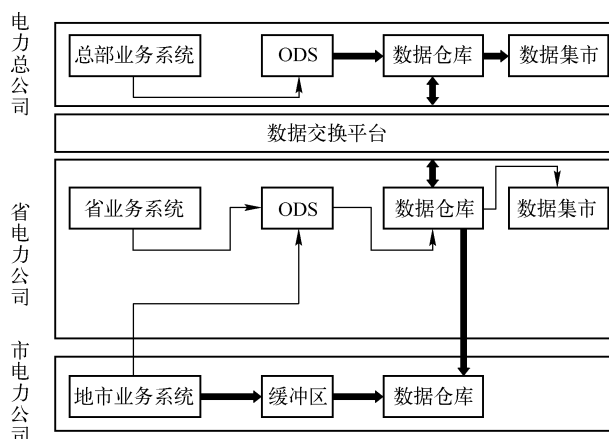 电力总公司
总部业务系统
ODS
数据仓库
数据集市
数据交换平台
省电力公司
省业务系统
ODS
数据仓库
数据集市
市电力公司
地市业务系统
缓冲区
数据仓库